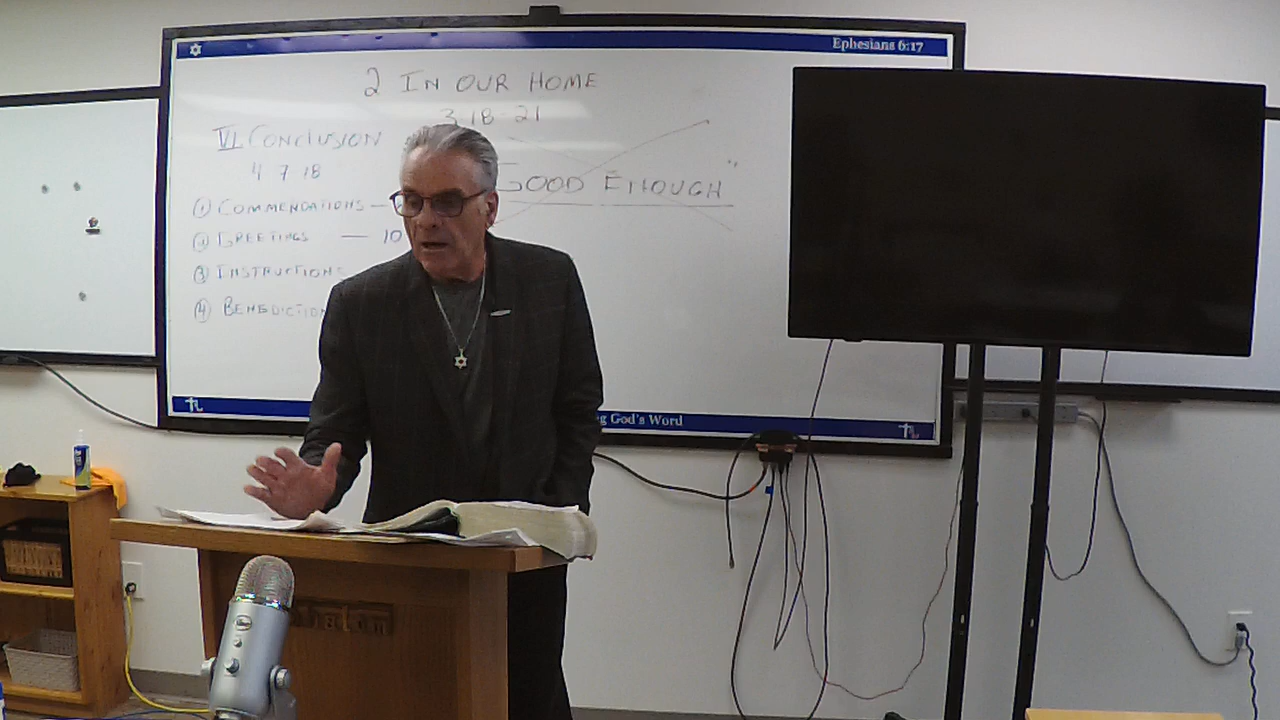 Ephesians 6:17
2 IN OUR HOME
3 18-21
VI CONCLUSION
4 7-18
GOOD ENOUGH"
① COMMENDATIONS —
② GREETINGS — 10
③ INSTRUCTIONS
④ BENEDICTION
God's Word